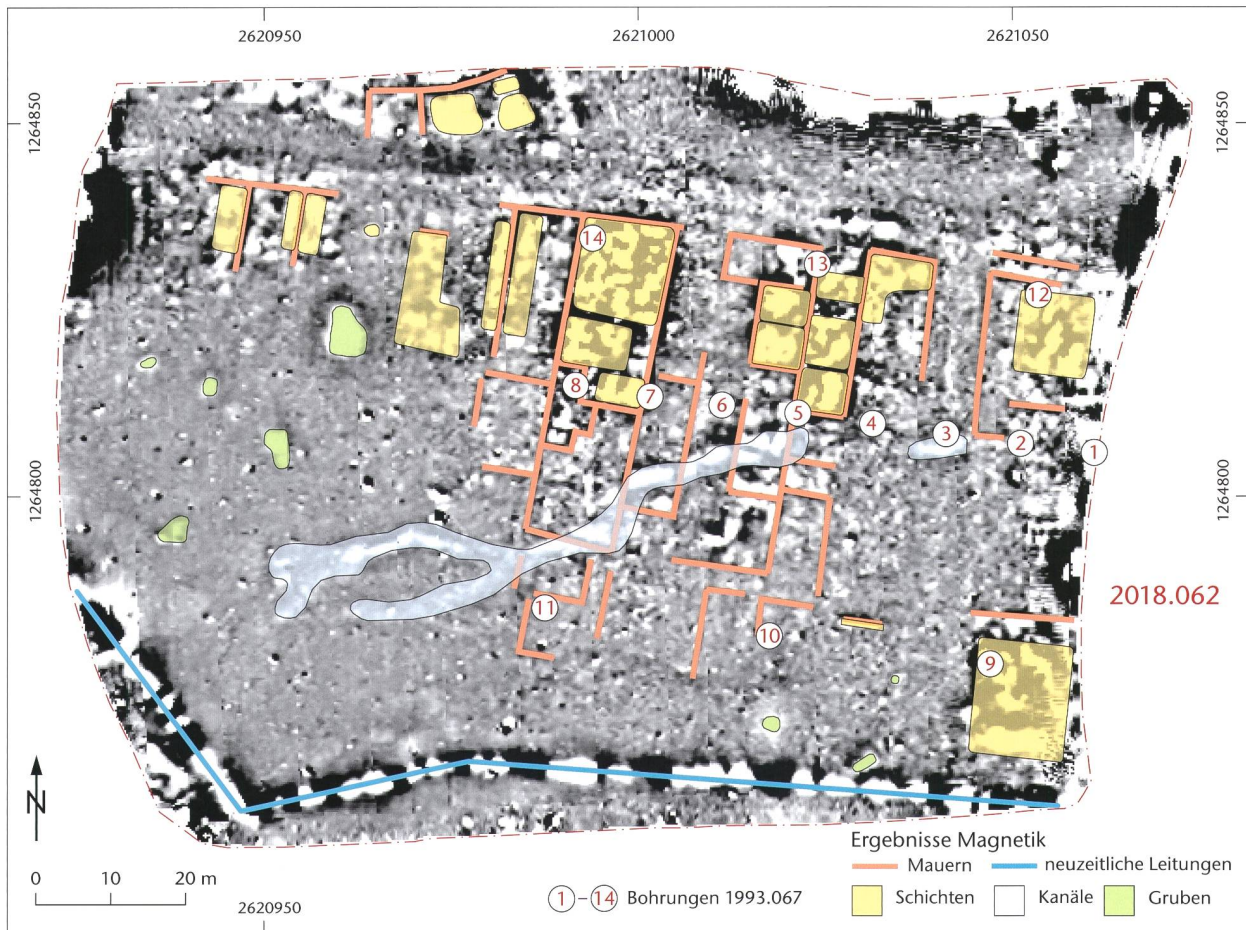 2620950 2621000 2621050
1264850 1264850
14
13
12
8 7 6 5 4 3 2 1
1264800 1264800
11
10
2018.062
9
N
Ergebnisse Magnetik
Mauern neuzeitliche Leitungen
0 10 20 m
1 – 14 Bohrungen 1993.067
Schichten Kanäle Gruben
2620950